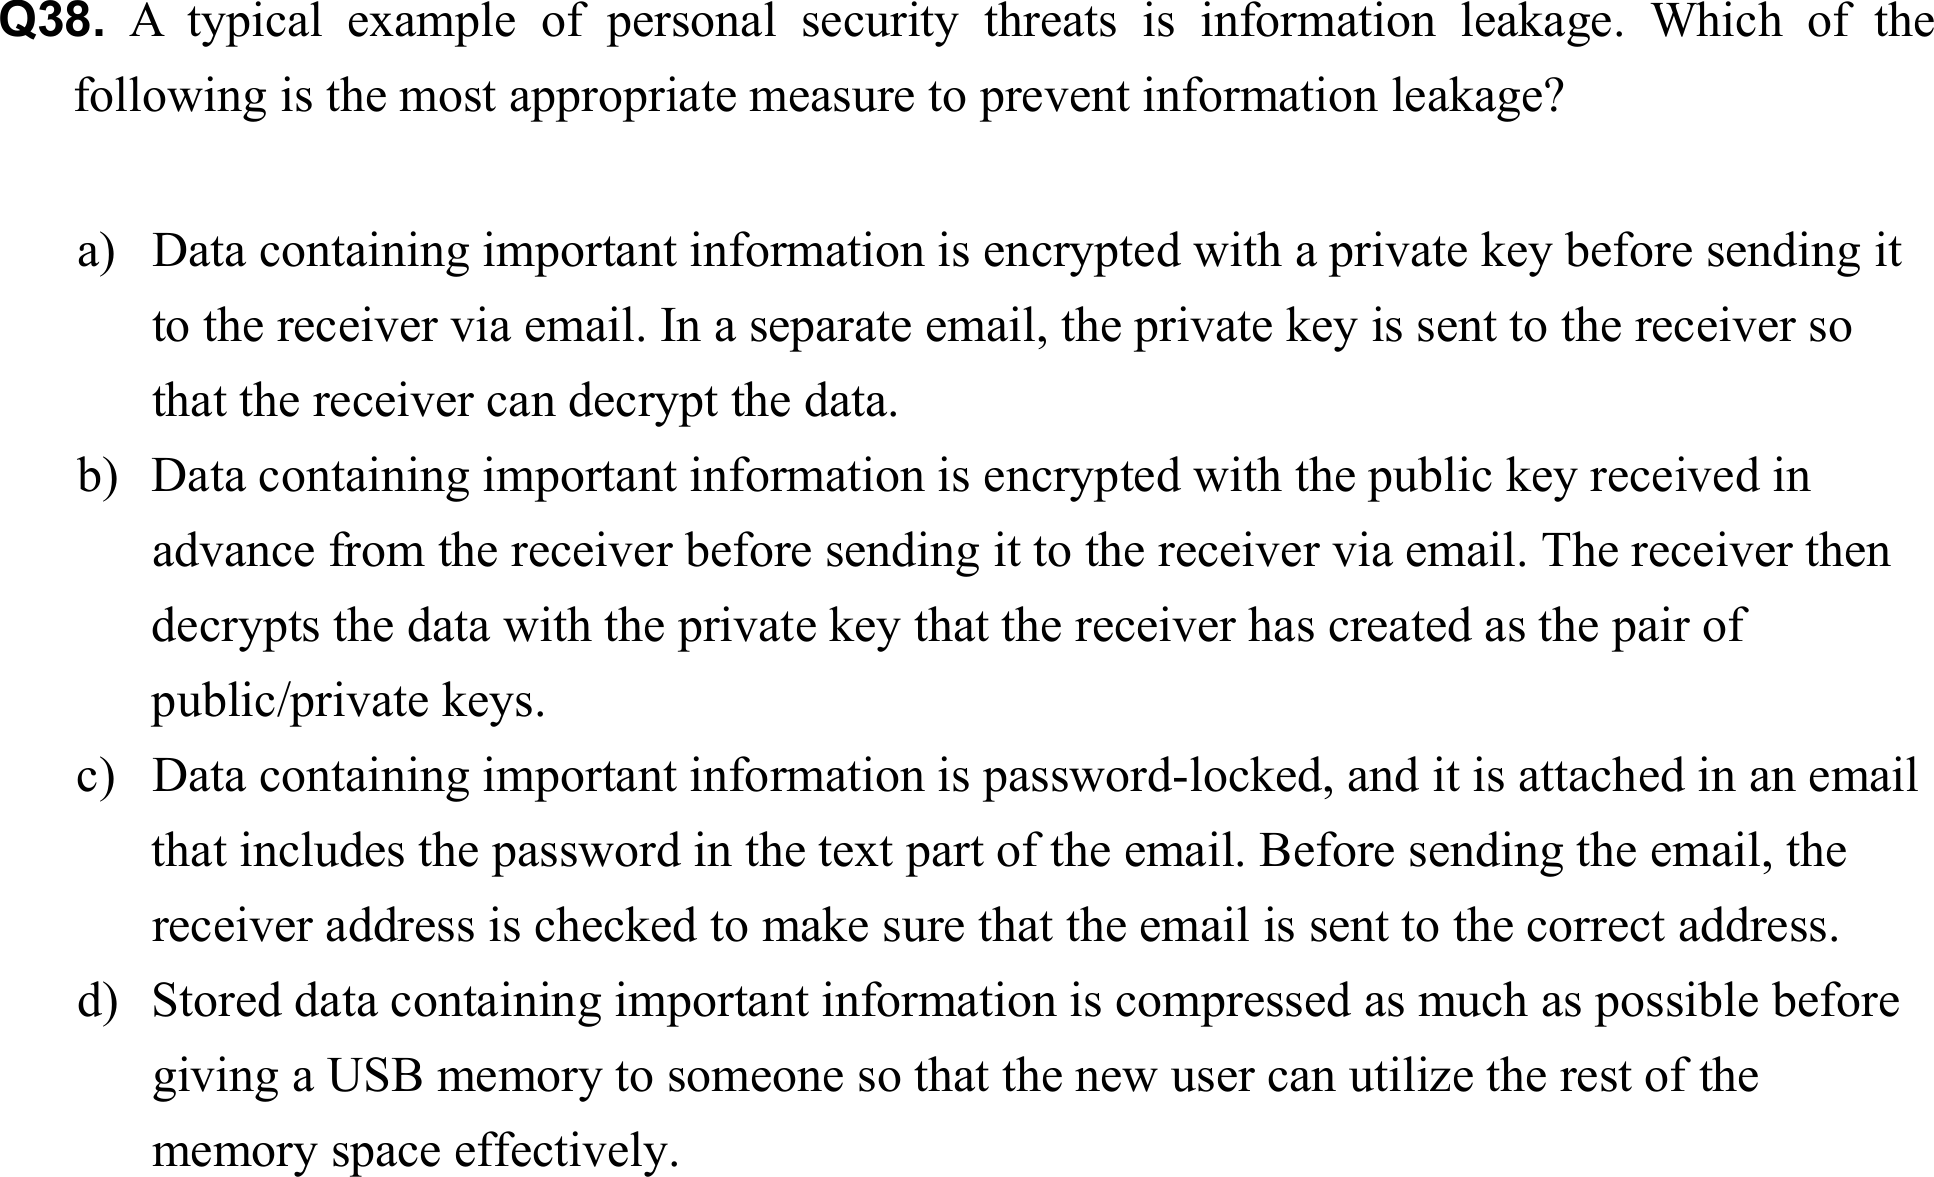 Q38. A typical example of personal security threats is information leakage. Which of the
following is the most appropriate measure to prevent information leakage?
a) Data containing important information is encrypted with a private key before sending it
to the receiver via email. In a separate email, the private key is sent to the receiver so
that the receiver can decrypt the data.
b) Data containing important information is encrypted with the public key received in
advance from the receiver before sending it to the receiver via email. The receiver then
decrypts the data with the private key that the receiver has created as the pair of
public/private keys.
c) Data containing important information is password-locked, and it is attached in an email
that includes the password in the text part of the email. Before sending the email, the
receiver address is checked to make sure that the email is sent to the correct address.
d) Stored data containing important information is compressed as much as possible before
giving a USB memory to someone so that the new user can utilize the rest of the
memory space effectively.